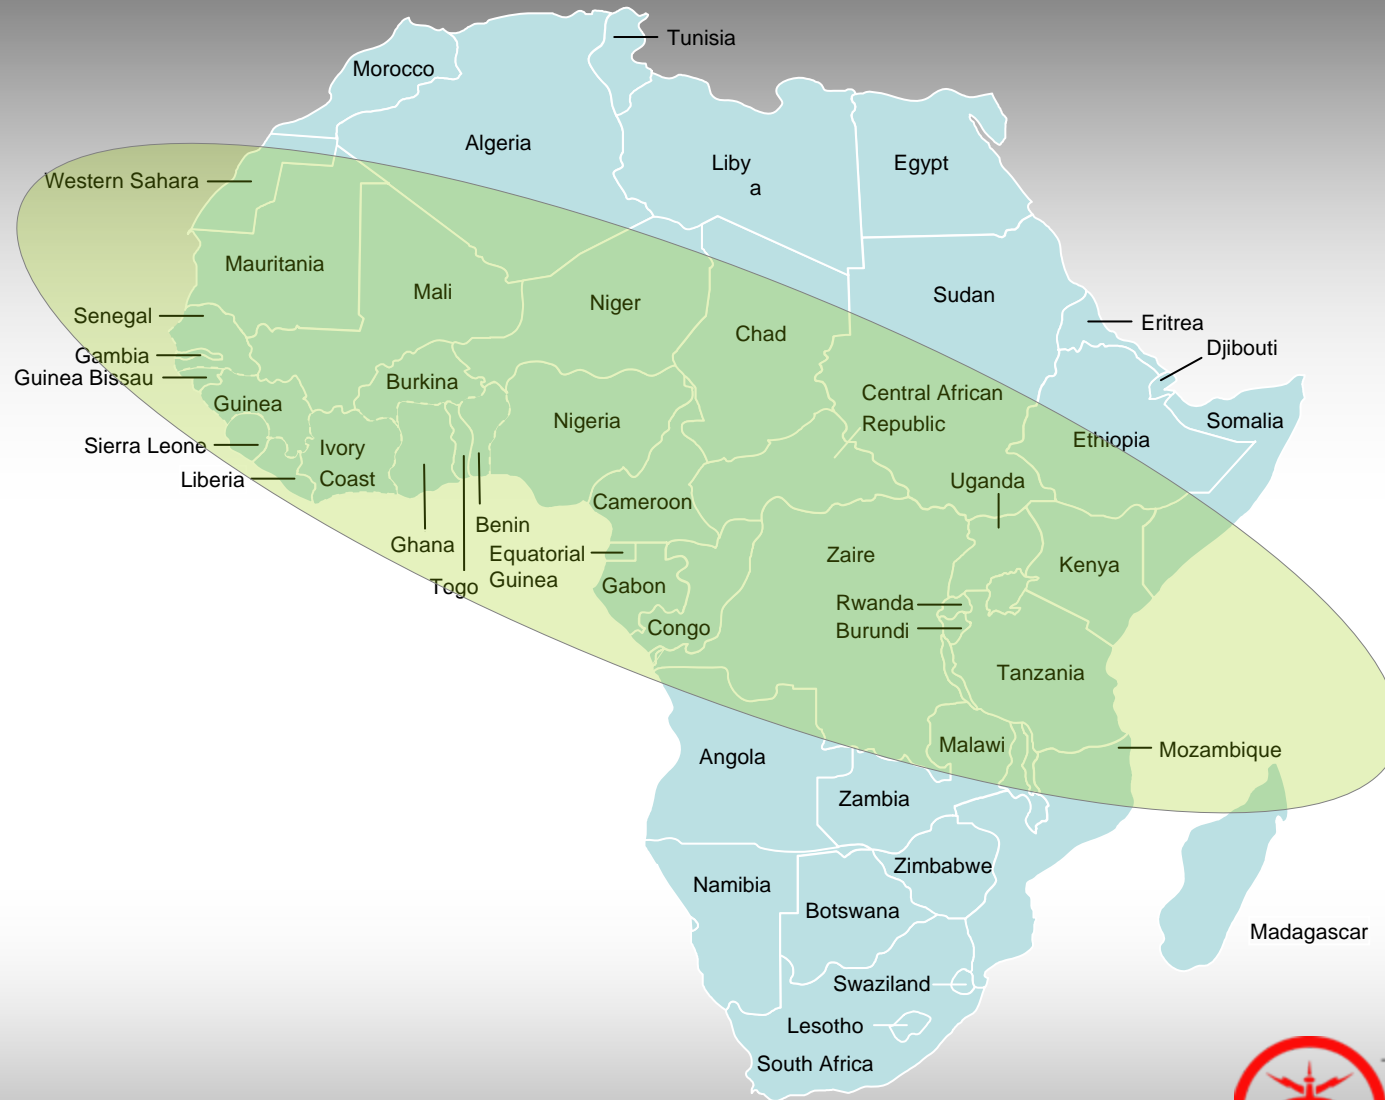 Tunisia
Morocco
Algeria
Liby
a
Egypt
Western Sahara
Mauritania
Mali
Niger
Chad
Sudan
Senegal
Eritrea
Gambia
Djibouti
Guinea Bissau
Burkina
Guinea
Central African
Republic
Nigeria
Somalia
Ethiopia
Sierra Leone
Ivory
Coast
Liberia
Uganda
Cameroon
Benin
Ghana
Equatorial
Guinea
Togo
Zaire
Kenya
Gabon
Rwanda
Congo
Burundi
Tanzania
Malawi
Mozambique
Angola
Zambia
Zimbabwe
Namibia
Botswana
Madagascar
Swaziland
Lesotho
South Africa